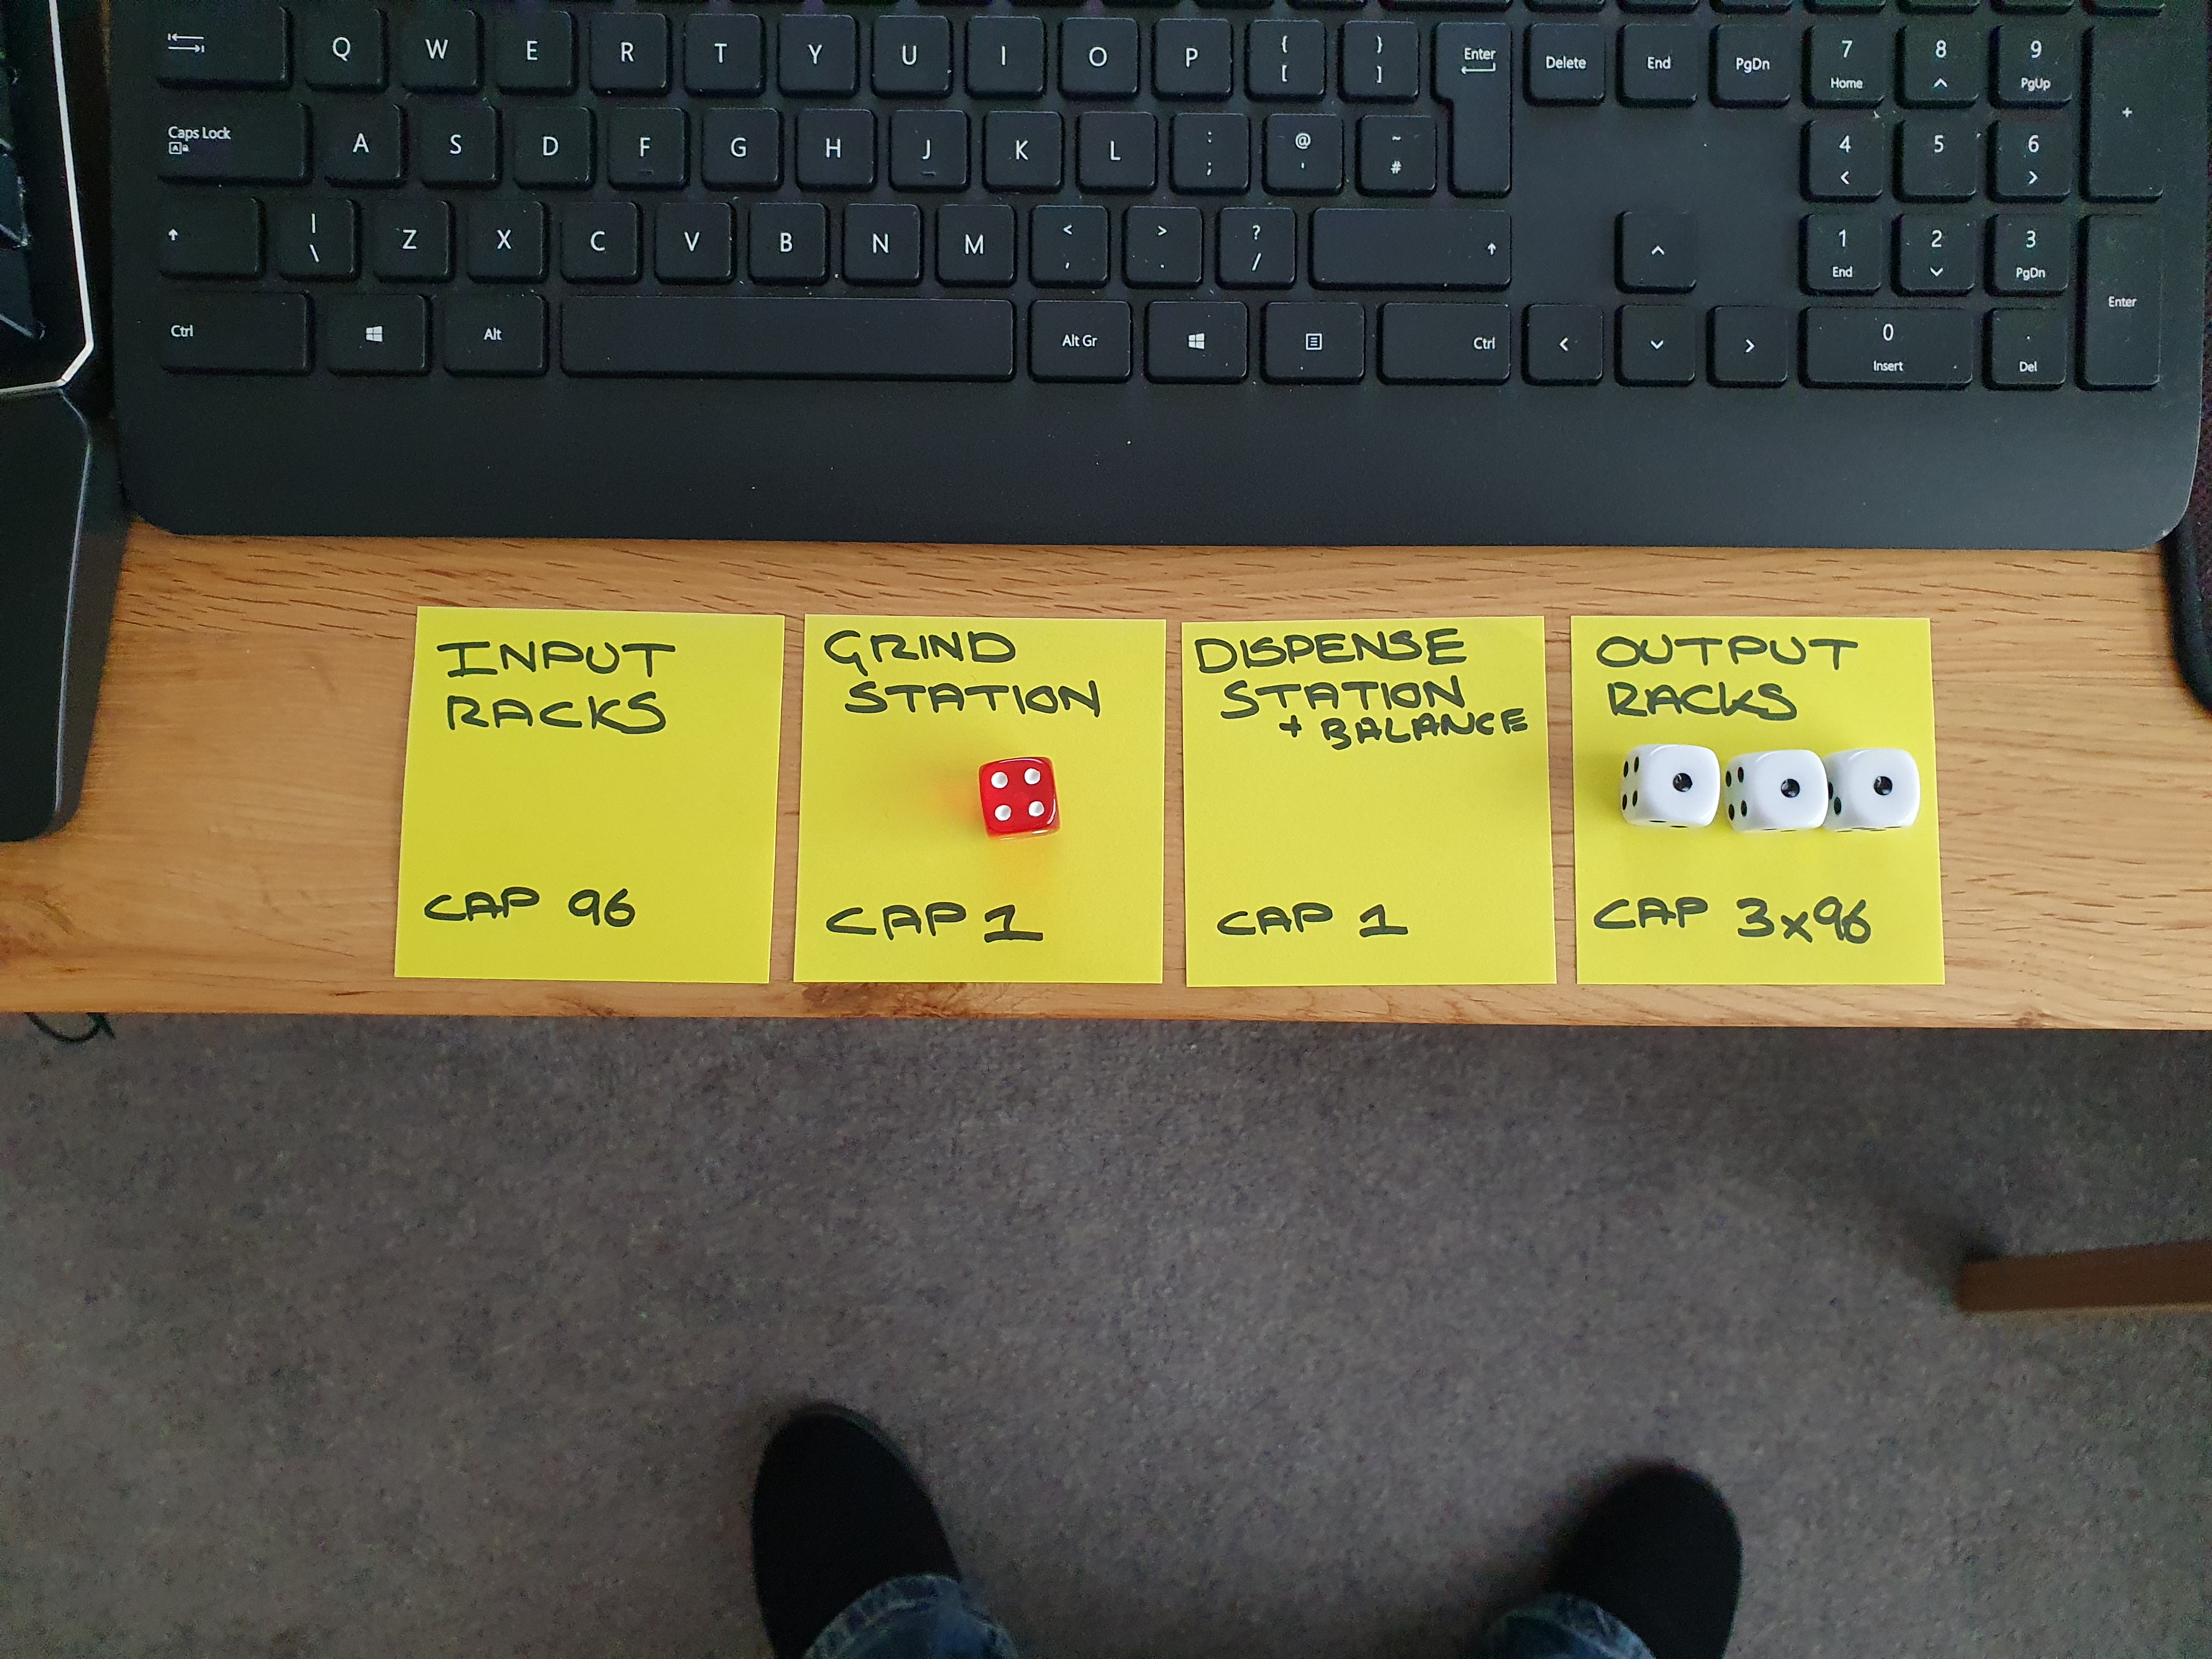 Q W E R T Y U I O P { [ } ] Enter Delete End PgDn 7 Home 8 9 PgUp +
Caps Lock A S D F G H J K L : ; @ ' ~ # 4 < 5 6 >
| \ Z X C V B N M < , > . ? / 1 End 2 3 PgDn
Ctrl Alt Alt Gr Ctrl 0 Insert . Del Enter
INPUT
RACKS
CAP 96
GRIND
STATION
CAP 1
DISPENSE
STATION
+ BALANCE
CAP 1
OUTPUT
RACKS
CAP 3x96